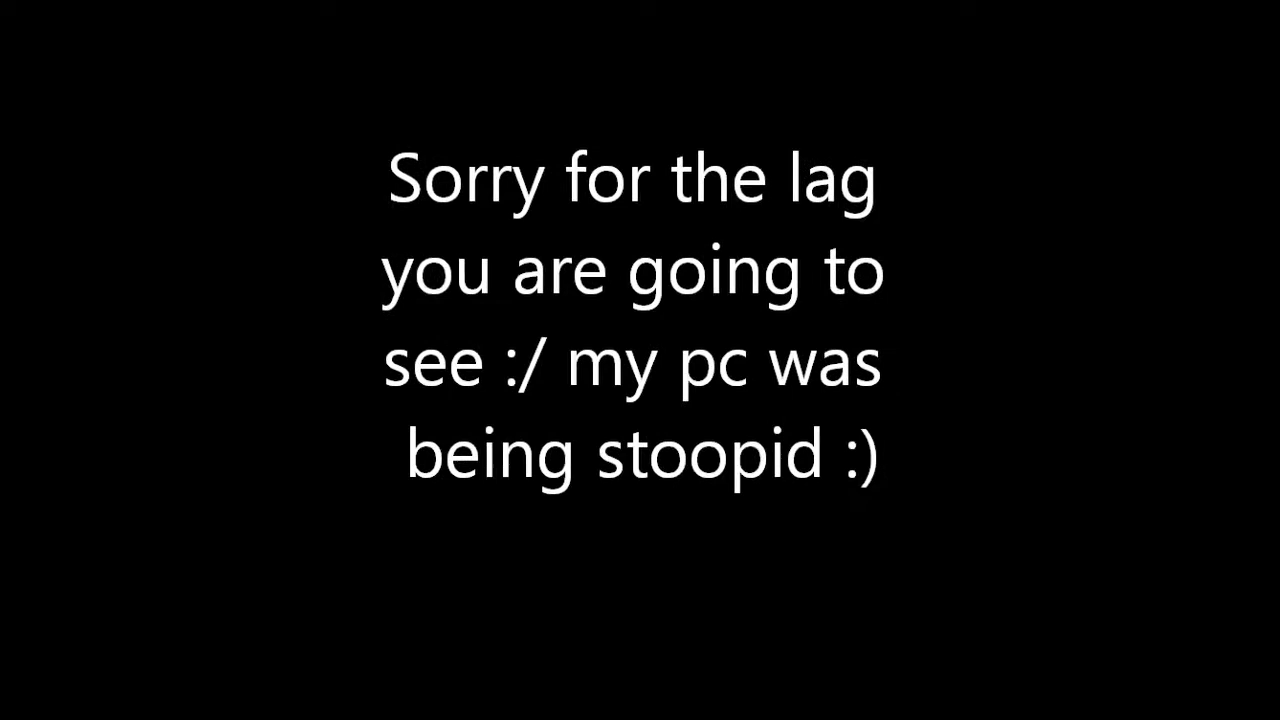 Sorry for the lag
you are going to
see :/ my pc was
being stoopid :)